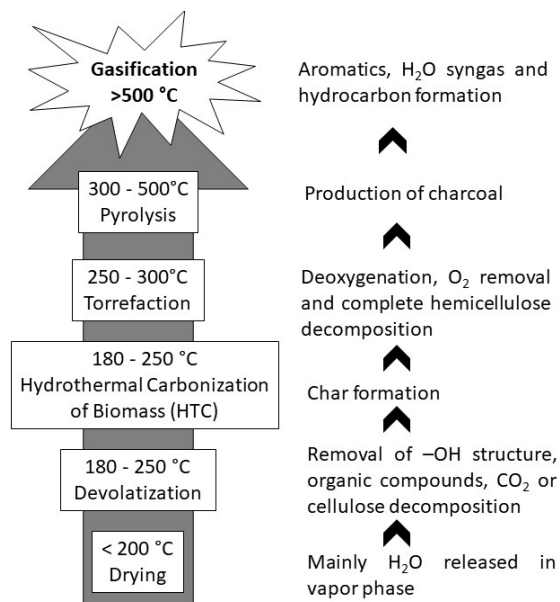 Gasification
>500 °C
Aromatics, H₂O syngas and
hydrocarbon formation
300 - 500°C
Pyrolysis
Production of charcoal
250 - 300°C
Torrefaction
Deoxygenation, O₂ removal
and complete hemicellulose
decomposition
180 - 250 °C
Hydrothermal Carbonization
of Biomass (HTC)
Char formation
180 - 250 °C
Devolatization
Removal of –OH structure,
organic compounds, CO₂ or
cellulose decomposition
< 200 °C
Drying
Mainly H₂O released in
vapor phase